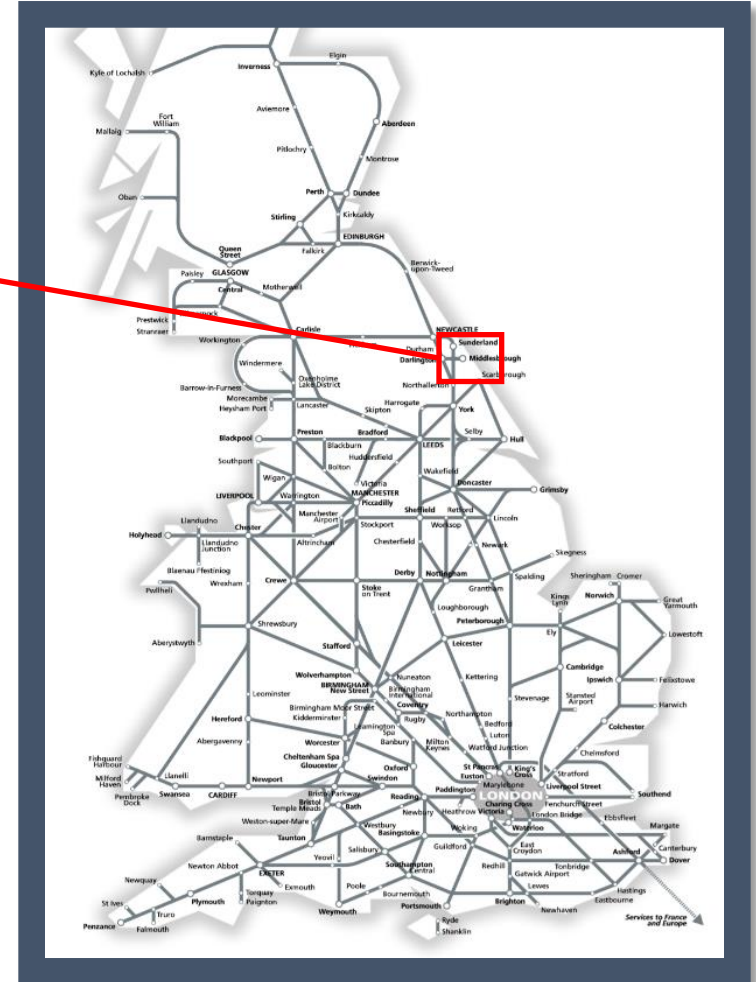 Elgin
Inverness
Kyle of Lochalsh
Aviemore
Fort
William
Aberdeen
Mallaig
Pitlochry
Montrose
Perth
Dundee
Oban
Stirling
Kirkcaldy
EDINBURGH
Queen
Street
Falkirk
Berwick-
upon-Tweed
Paisley
GLASGOW
Central
Motherwell
Prestwick
Stranraer
Carlisle
NEWCASTLE
Workington
Durham
Sunderland
Windermere
Darlington
Middlesbrough
Scarborough
Oxenholme
Lake District
Barrow-in-Furness
Northallerton
Morecambe
Heysham Port
Lancaster
Harrogate
Skipton
York
Blackpool
Preston
Bradford
LEEDS
Selby
Hull
Blackburn
Huddersfield
Southport
Bolton
Wakefield
Wigan
Victoria
Doncaster
LIVERPOOL
Warrington
MANCHESTER
Piccadilly
Grimsby
Manchester
Airport
Sheffield
Retford
Llandudno
Stockport
Worksop
Lincoln
Holyhead
Chester
Llandudno
Junction
Altrincham
Chesterfield
Newark
Skegness
Blaenau Ffestiniog
Derby
Nottingham
Sheringham
Cromer
Pwllheli
Wrexham
Crewe
Stoke
on Trent
Grantham
Spalding
Kings
Lynn
Norwich
Great
Yarmouth
Loughborough
Peterborough
Shrewsbury
Ely
Lowestoft
Aberystwyth
Stafford
Leicester
Wolverhampton
Cambridge
BIRMINGHAM
New Street
Nuneaton
Kettering
Ipswich
Felixstowe
Birmingham
International
Leominster
Coventry
Stevenage
Stansted
Airport
Birmingham Moor Street
Kidderminster
Rugby
Northampton
Harwich
Hereford
Leamington
Spa
Bedford
Colchester
Abergavenny
Worcester
Banbury
Milton
Keynes
Luton
Watford Junction
Chelmsford
Fishguard
Harbour
Cheltenham Spa
Gloucester
Oxford
St Pancras
Euston
King's
Cross
Stratford
Milford
Haven
Llanelli
Newport
Swindon
Marylebone
Liverpool Street
Pembroke
Dock
Swansea
CARDIFF
Bristol Parkway
Reading
Paddington
LONDON
Southend
Bristol
Temple Meads
Bath
Newbury
Heathrow
Victoria
Charing Cross
Fenchurch Street
London Bridge
Ebbsfleet
Weston-super-Mare
Westbury
Basingstoke
Woking
Waterloo
Margate
Barnstaple
Taunton
Salisbury
Guildford
East
Croydon
Canterbury
Newton Abbot
Yeovil
Southampton
Central
Redhill
Tonbridge
Ashford
Dover
EXETER
Gatwick Airport
Newquay
Exmouth
Poole
Bournemouth
Lewes
Hastings
St Ives
Plymouth
Torquay
Paignton
Weymouth
Portsmouth
Brighton
Newhaven
Eastbourne
Truro
Penzance
Falmouth
Ryde
Shanklin
Services to France
and Europe